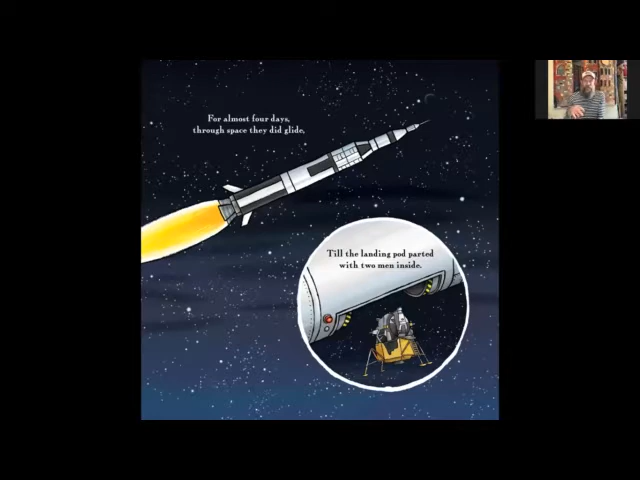 For almost four days,
through space they did glide,
Till the landing pod parted
with two men inside.